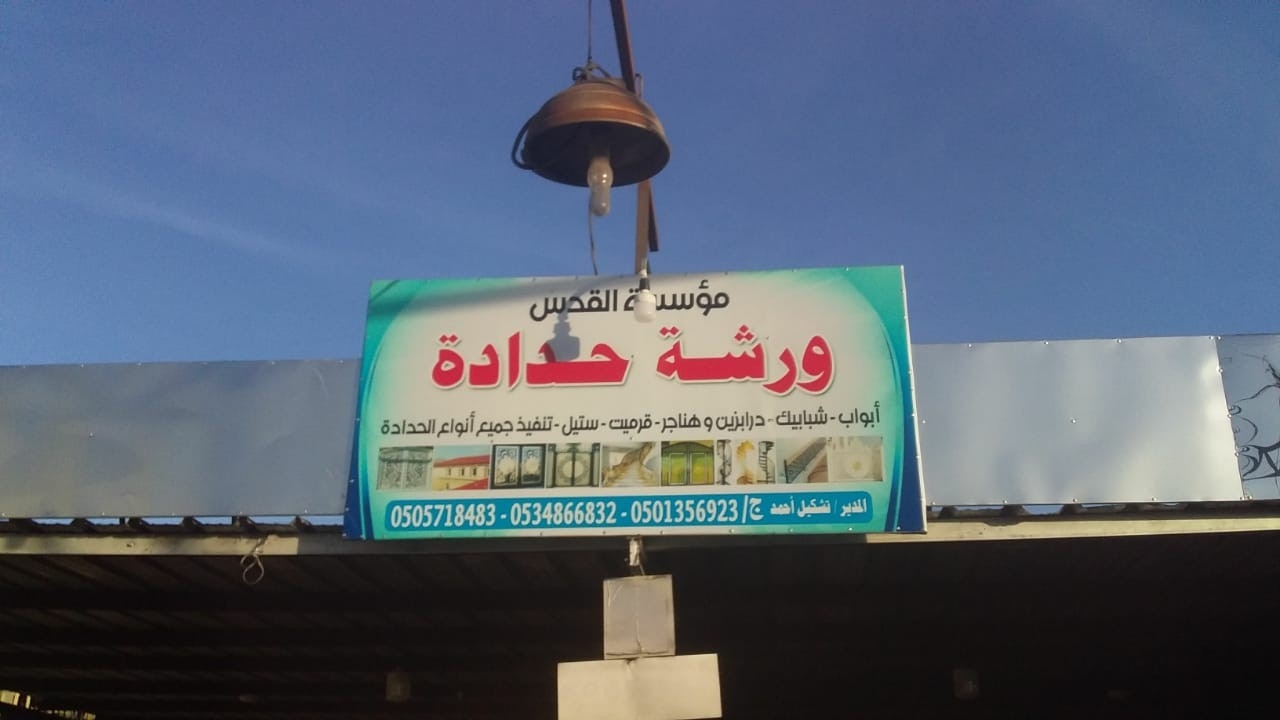 مؤسسة القدس
ورشة حدادة
أبواب - شبابيك - درابزين و هناجر - قرميت - ستيل - تنفيذ جميع أنواع الحدادة
المدير / تشكيل أحمد ج/ 0501356923 - 0534866832 - 0505718483